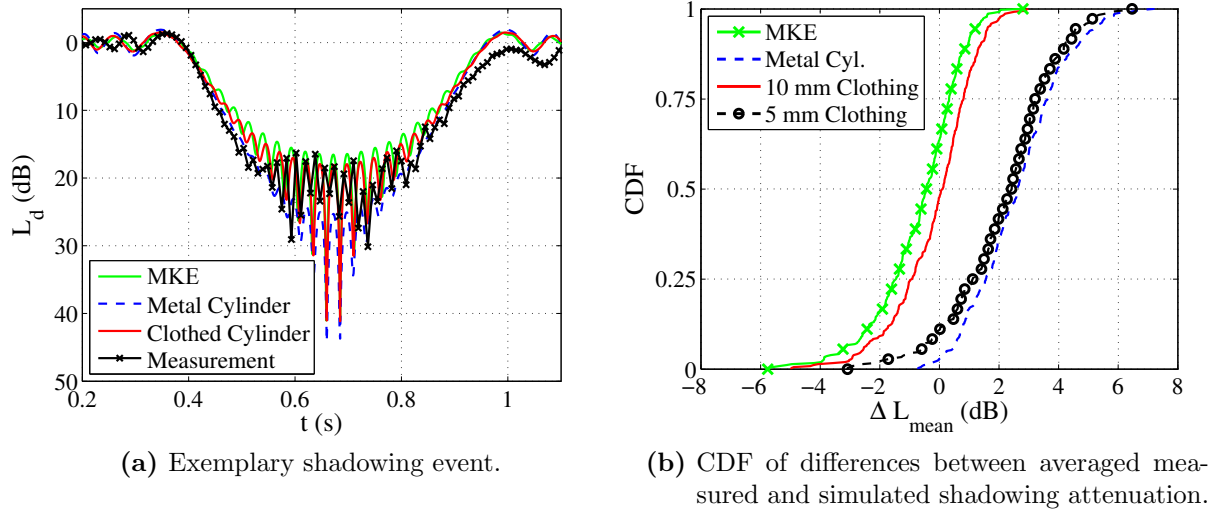 0
10
20
30
40
50
L_d (dB)
0.2 0.4 0.6 0.8 1
t (s)
MKE
Metal Cylinder
Clothed Cylinder
Measurement
(a) Exemplary shadowing event.
1
0.75
0.5
0.25
0
CDF
−8 −6 −4 −2 0 2 4 6 8
Δ L_mean (dB)
MKE
Metal Cyl.
10 mm Clothing
5 mm Clothing
(b) CDF of differences between averaged mea-
sured and simulated shadowing attenuation.